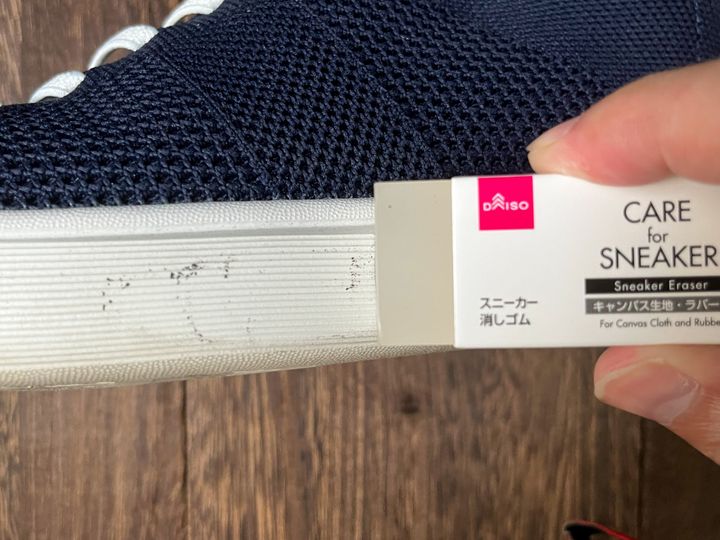 DAISO
CARE
for
SNEAKER
Sneaker Eraser
スニーカー
消しゴム
キャンバス生地・ラバー
For Canvas Cloth and Rubbe